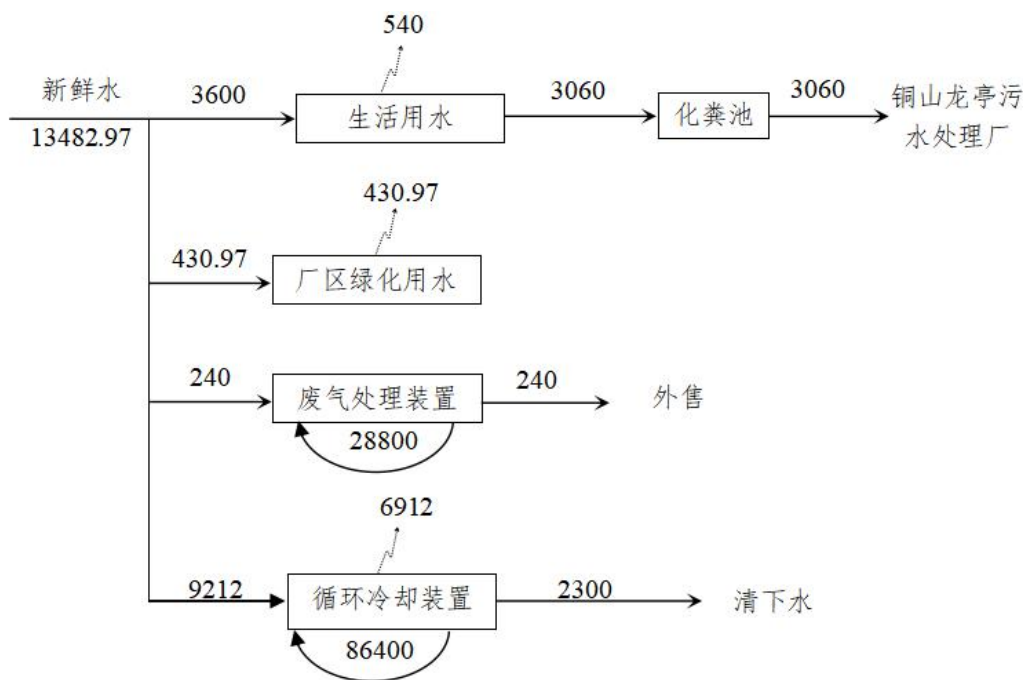 540
新鲜水
3600
生活用水
3060
化粪池
3060
铜山龙亭污
水处理厂
13482.97
430.97
430.97
厂区绿化用水
240
废气处理装置
240
外售
28800
6912
9212
循环冷却装置
2300
清下水
86400